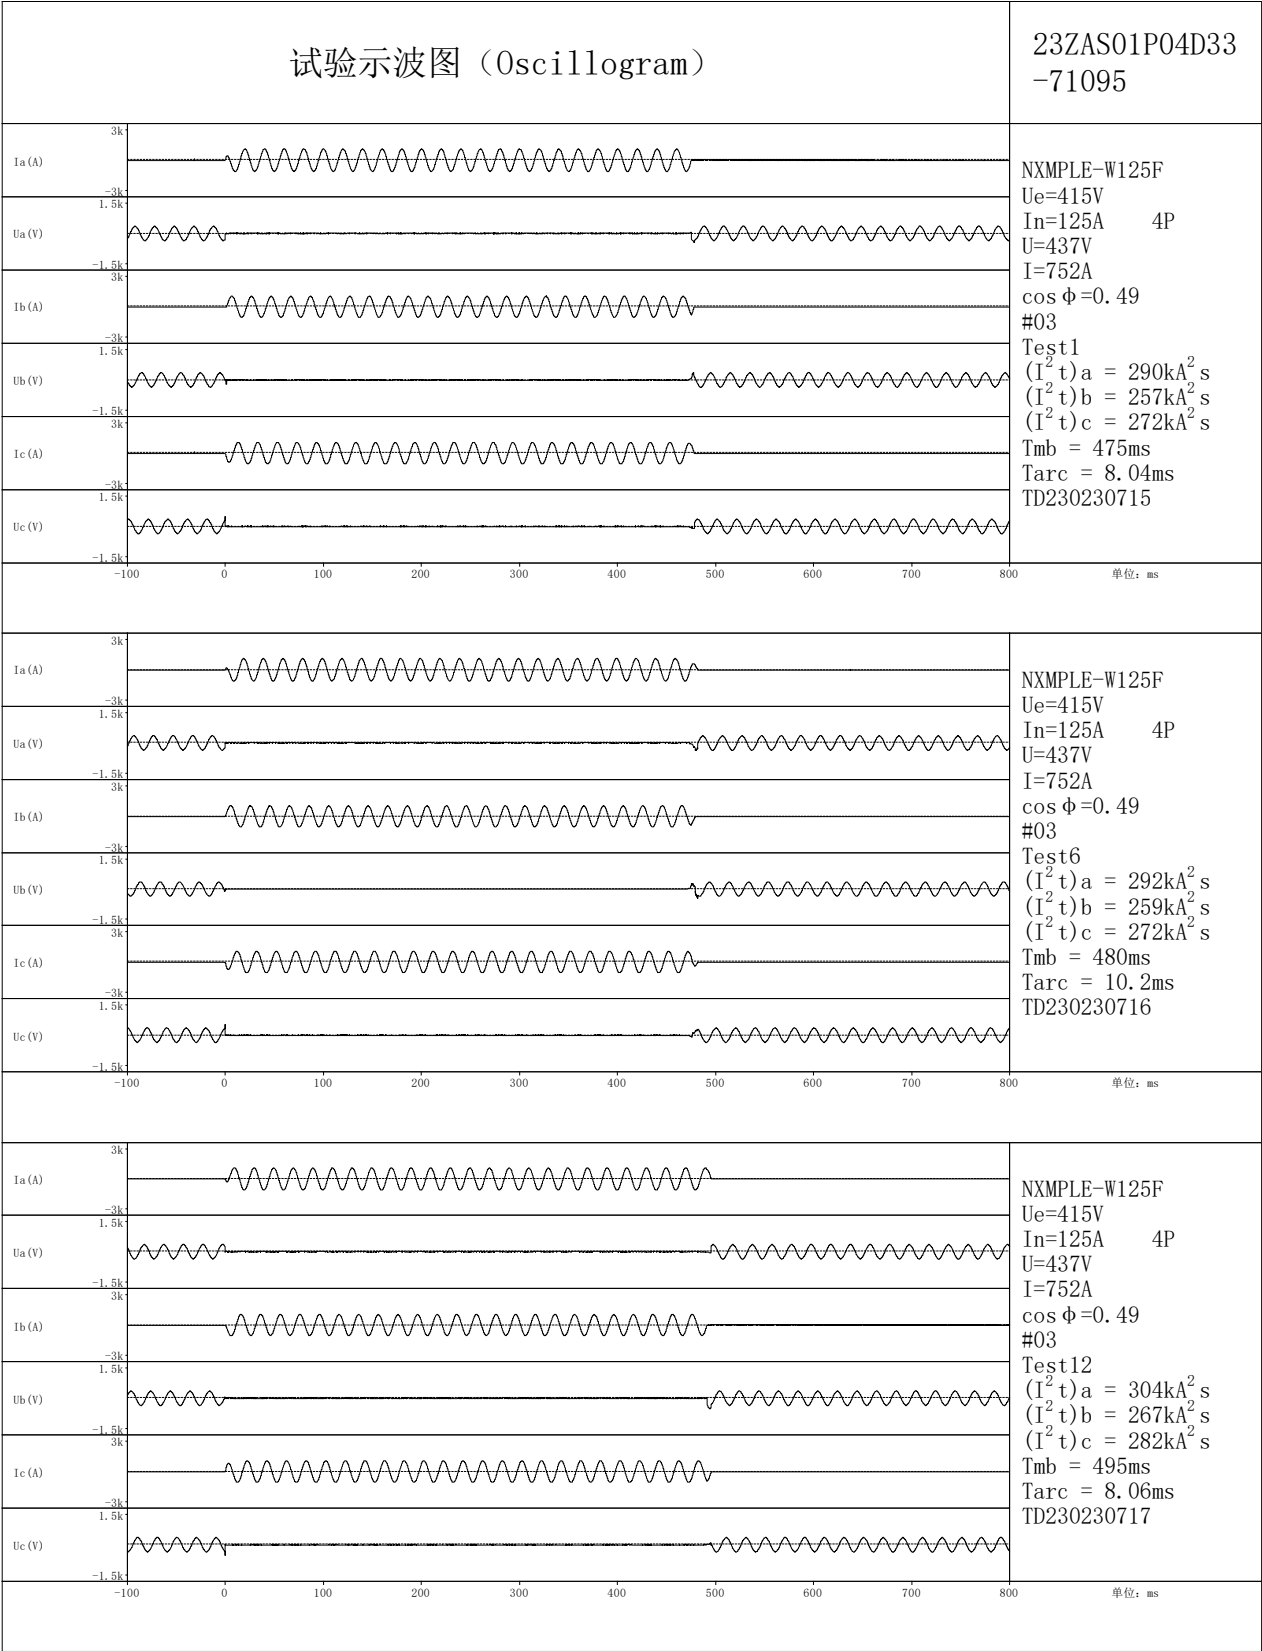 试验示波图（Oscillogram）
23ZAS01P04D33
-71095
3k
Ia(A)
-3k
1.5k
Ua(V)
-1.5k
3k
Ib(A)
-3k
1.5k
Ub(V)
-1.5k
3k
Ic(A)
-3k
1.5k
Uc(V)
-1.5k
-100 0 100 200 300 400 500 600 700 800 单位: ms
NXMPLE-W125F
Ue=415V
In=125A 4P
U=437V
I=752A
cosφ=0.49
#03
Test1
(I²t)a = 290kA²s
(I²t)b = 257kA²s
(I²t)c = 272kA²s
Tmb = 475ms
Tarc = 8.04ms
TD230230715
3k
Ia(A)
-3k
1.5k
Ua(V)
-1.5k
3k
Ib(A)
-3k
1.5k
Ub(V)
-1.5k
3k
Ic(A)
-3k
1.5k
Uc(V)
-1.5k
-100 0 100 200 300 400 500 600 700 800 单位: ms
NXMPLE-W125F
Ue=415V
In=125A 4P
U=437V
I=752A
cosφ=0.49
#03
Test6
(I²t)a = 292kA²s
(I²t)b = 259kA²s
(I²t)c = 272kA²s
Tmb = 480ms
Tarc = 10.2ms
TD230230716
3k
Ia(A)
-3k
1.5k
Ua(V)
-1.5k
3k
Ib(A)
-3k
1.5k
Ub(V)
-1.5k
3k
Ic(A)
-3k
1.5k
Uc(V)
-1.5k
-100 0 100 200 300 400 500 600 700 800 单位: ms
NXMPLE-W125F
Ue=415V
In=125A 4P
U=437V
I=752A
cosφ=0.49
#03
Test12
(I²t)a = 304kA²s
(I²t)b = 267kA²s
(I²t)c = 282kA²s
Tmb = 495ms
Tarc = 8.06ms
TD230230717